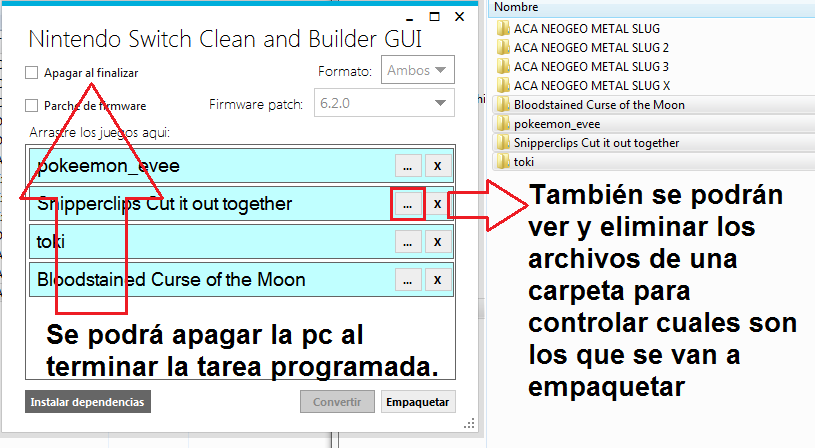 Nintendo Switch Clean and Builder GUI
Apagar al finalizar
Formato: Ambos
Parche de firmware
Firmware patch: 6.2.0
Arrastre los juegos aqui:
pokeemon_evee ... x
Snipperclips Cut it out together ... x
toki ... x
Bloodstained Curse of the Moon ... x
Se podrá apagar la pc al
terminar la tarea programada.
Instalar dependencias
Convertir
Empaquetar
Nombre
ACA NEOGEO METAL SLUG
ACA NEOGEO METAL SLUG 2
ACA NEOGEO METAL SLUG 3
ACA NEOGEO METAL SLUG X
Bloodstained Curse of the Moon
pokeemon_evee
Snipperclips Cut it out together
toki
También se podrán
ver y eliminar los
archivos de una
carpeta para
controlar cuales son
los que se van a
empaquetar